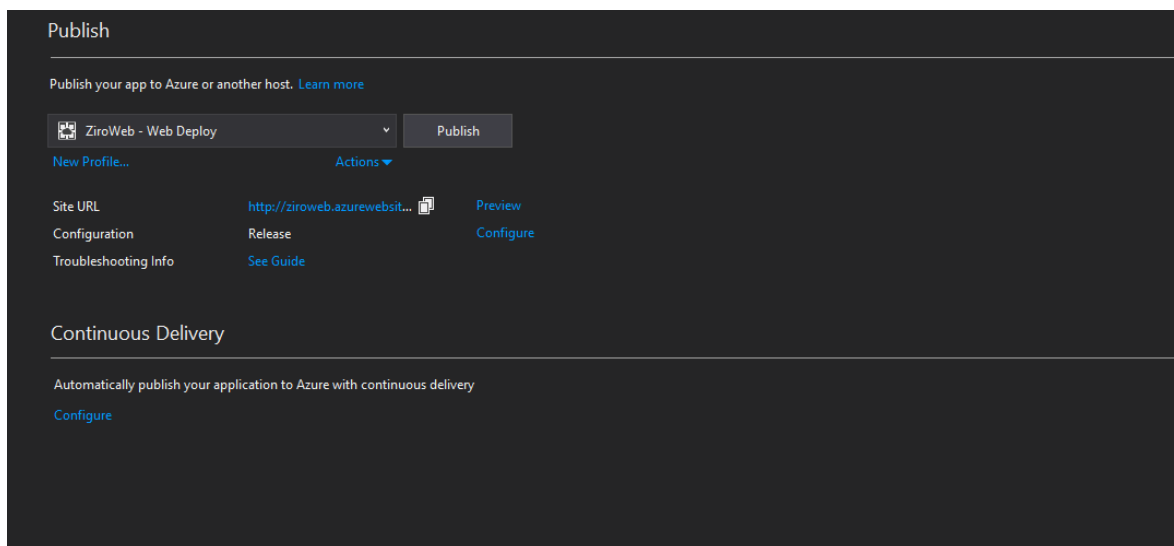 Publish
Publish your app to Azure or another host. Learn more
ZiroWeb - Web Deploy Publish
New Profile... Actions
Site URL http://ziroweb.azurewebsit... Preview
Configuration Release Configure
Troubleshooting Info See Guide
Continuous Delivery
Automatically publish your application to Azure with continuous delivery
Configure